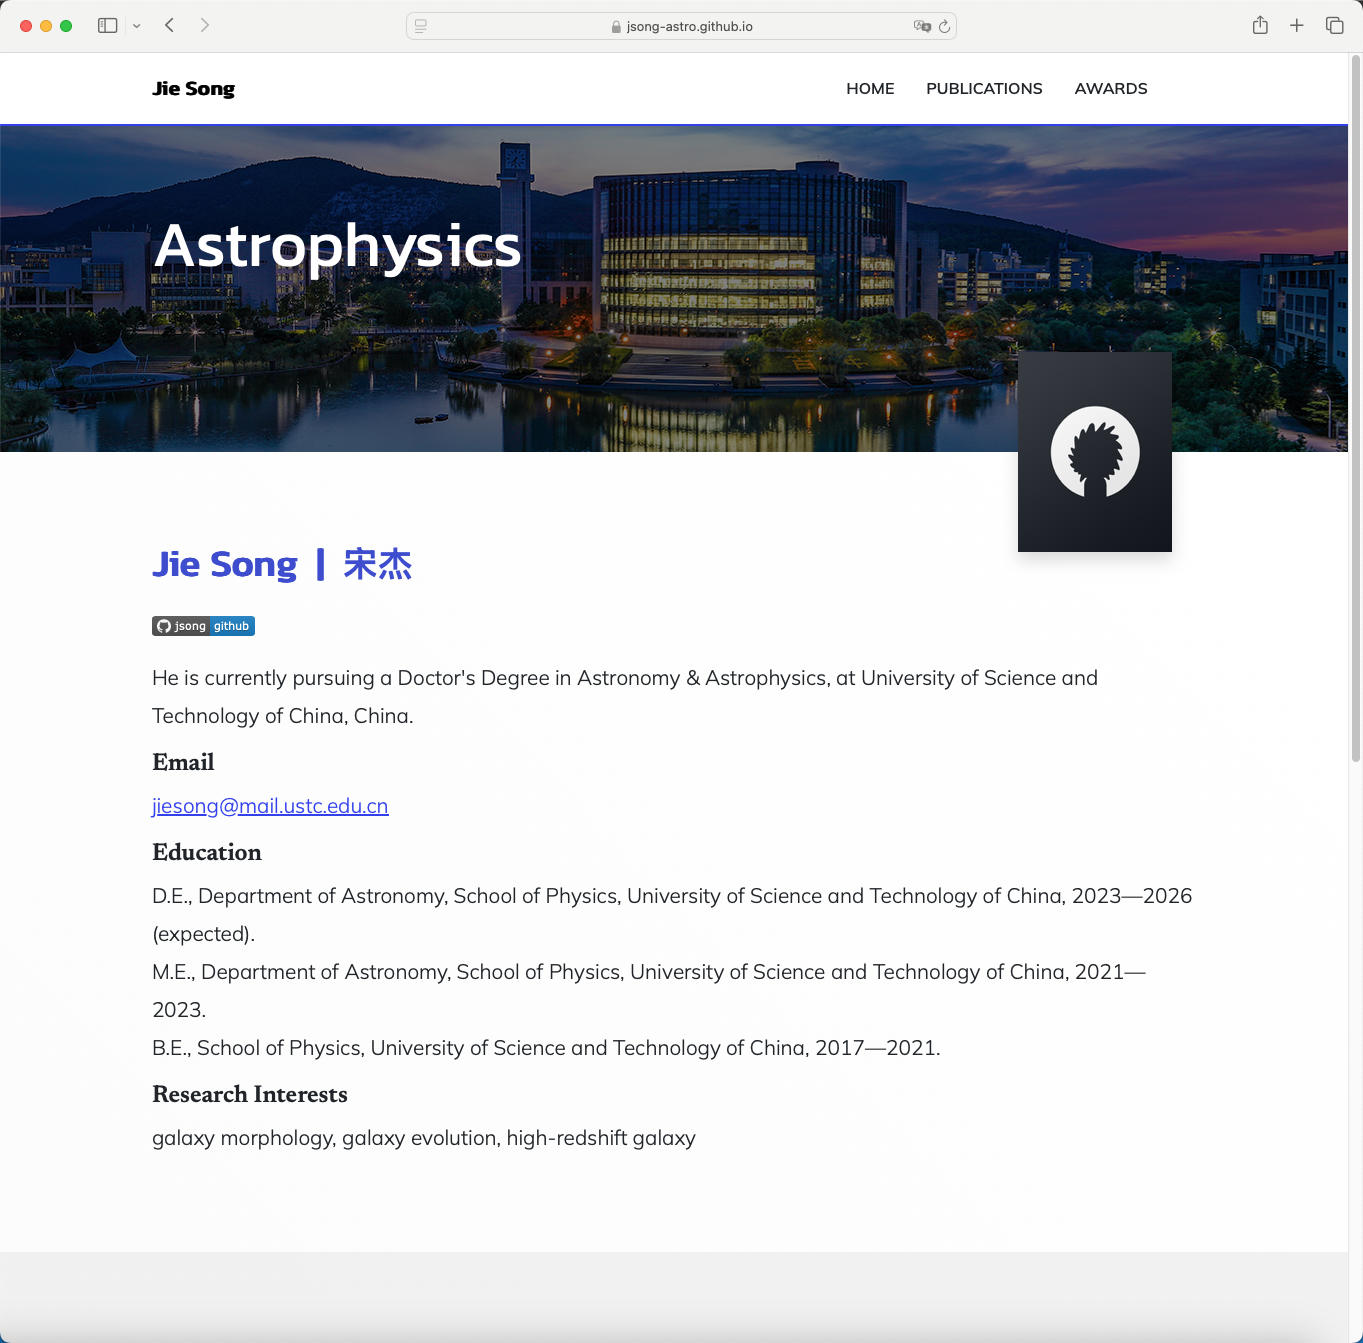 jsong-astro.github.io
Jie Song
HOME PUBLICATIONS AWARDS
Astrophysics
Jie Song | 宋杰
jsong github
He is currently pursuing a Doctor's Degree in Astronomy & Astrophysics, at University of Science and
Technology of China, China.
Email
jiesong@mail.ustc.edu.cn
Education
D.E., Department of Astronomy, School of Physics, University of Science and Technology of China, 2023—2026
(expected).
M.E., Department of Astronomy, School of Physics, University of Science and Technology of China, 2021—
2023.
B.E., School of Physics, University of Science and Technology of China, 2017—2021.
Research Interests
galaxy morphology, galaxy evolution, high-redshift galaxy